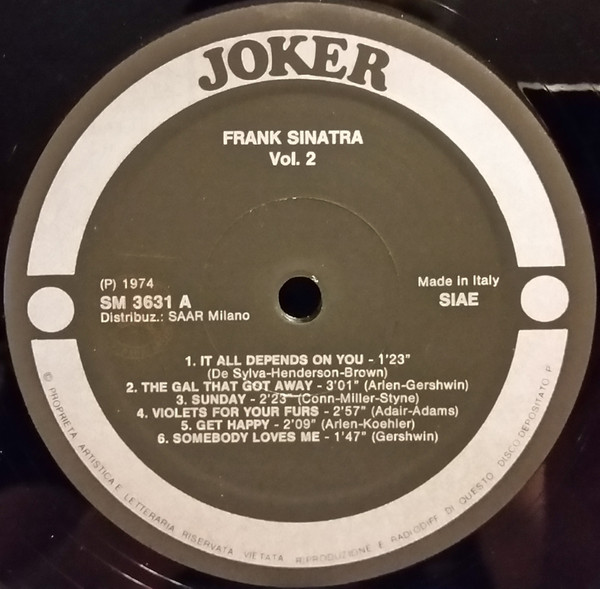 JOKER
FRANK SINATRA
Vol. 2
(P) 1974
SM 3631 A
Distribuz.: SAAR Milano
Made in Italy
SIAE
1. IT ALL DEPENDS ON YOU - 1'23"
(De Sylva-Henderson-Brown)
2. THE GAL THAT GOT AWAY - 3'01" (Arlen-Gershwin)
3. SUNDAY - 2'23" (Conn-Miller-Styne)
4. VIOLETS FOR YOUR FURS - 2'57" (Adair-Adams)
5. GET HAPPY - 2'09" (Arlen-Koehler)
6. SOMEBODY LOVES ME - 1'47" (Gershwin)
© PROPRIETA ARTISTICA E LETTERARIA RISERVATA VIETATA RIPRODUZIONE E RADIODIFF DI QUESTO DISCO DEPOSITATO P